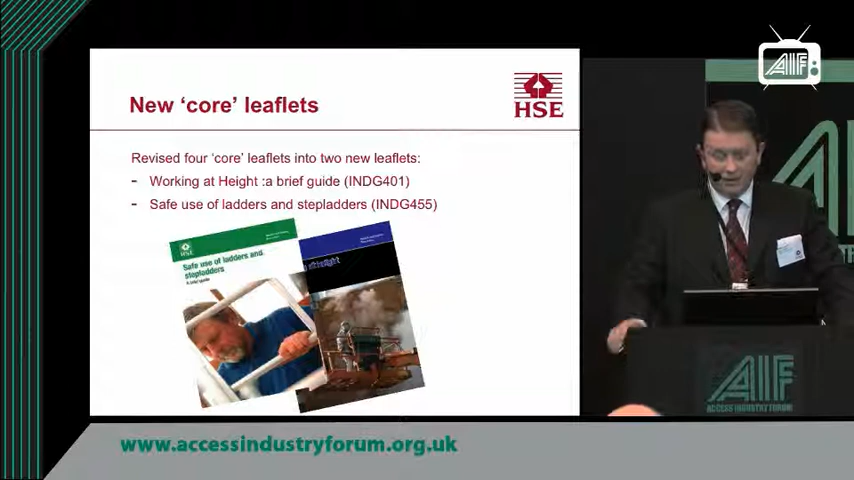 New 'core' leaflets
HSE
Revised four 'core' leaflets into two new leaflets:
- Working at Height :a brief guide (INDG401)
- Safe use of ladders and stepladders (INDG455)
HSE
Safe use of ladders and
stepladders
A brief guide
AIF
AIF
ACCESS INDUSTRY FORUM
www.accessindustryforum.org.uk